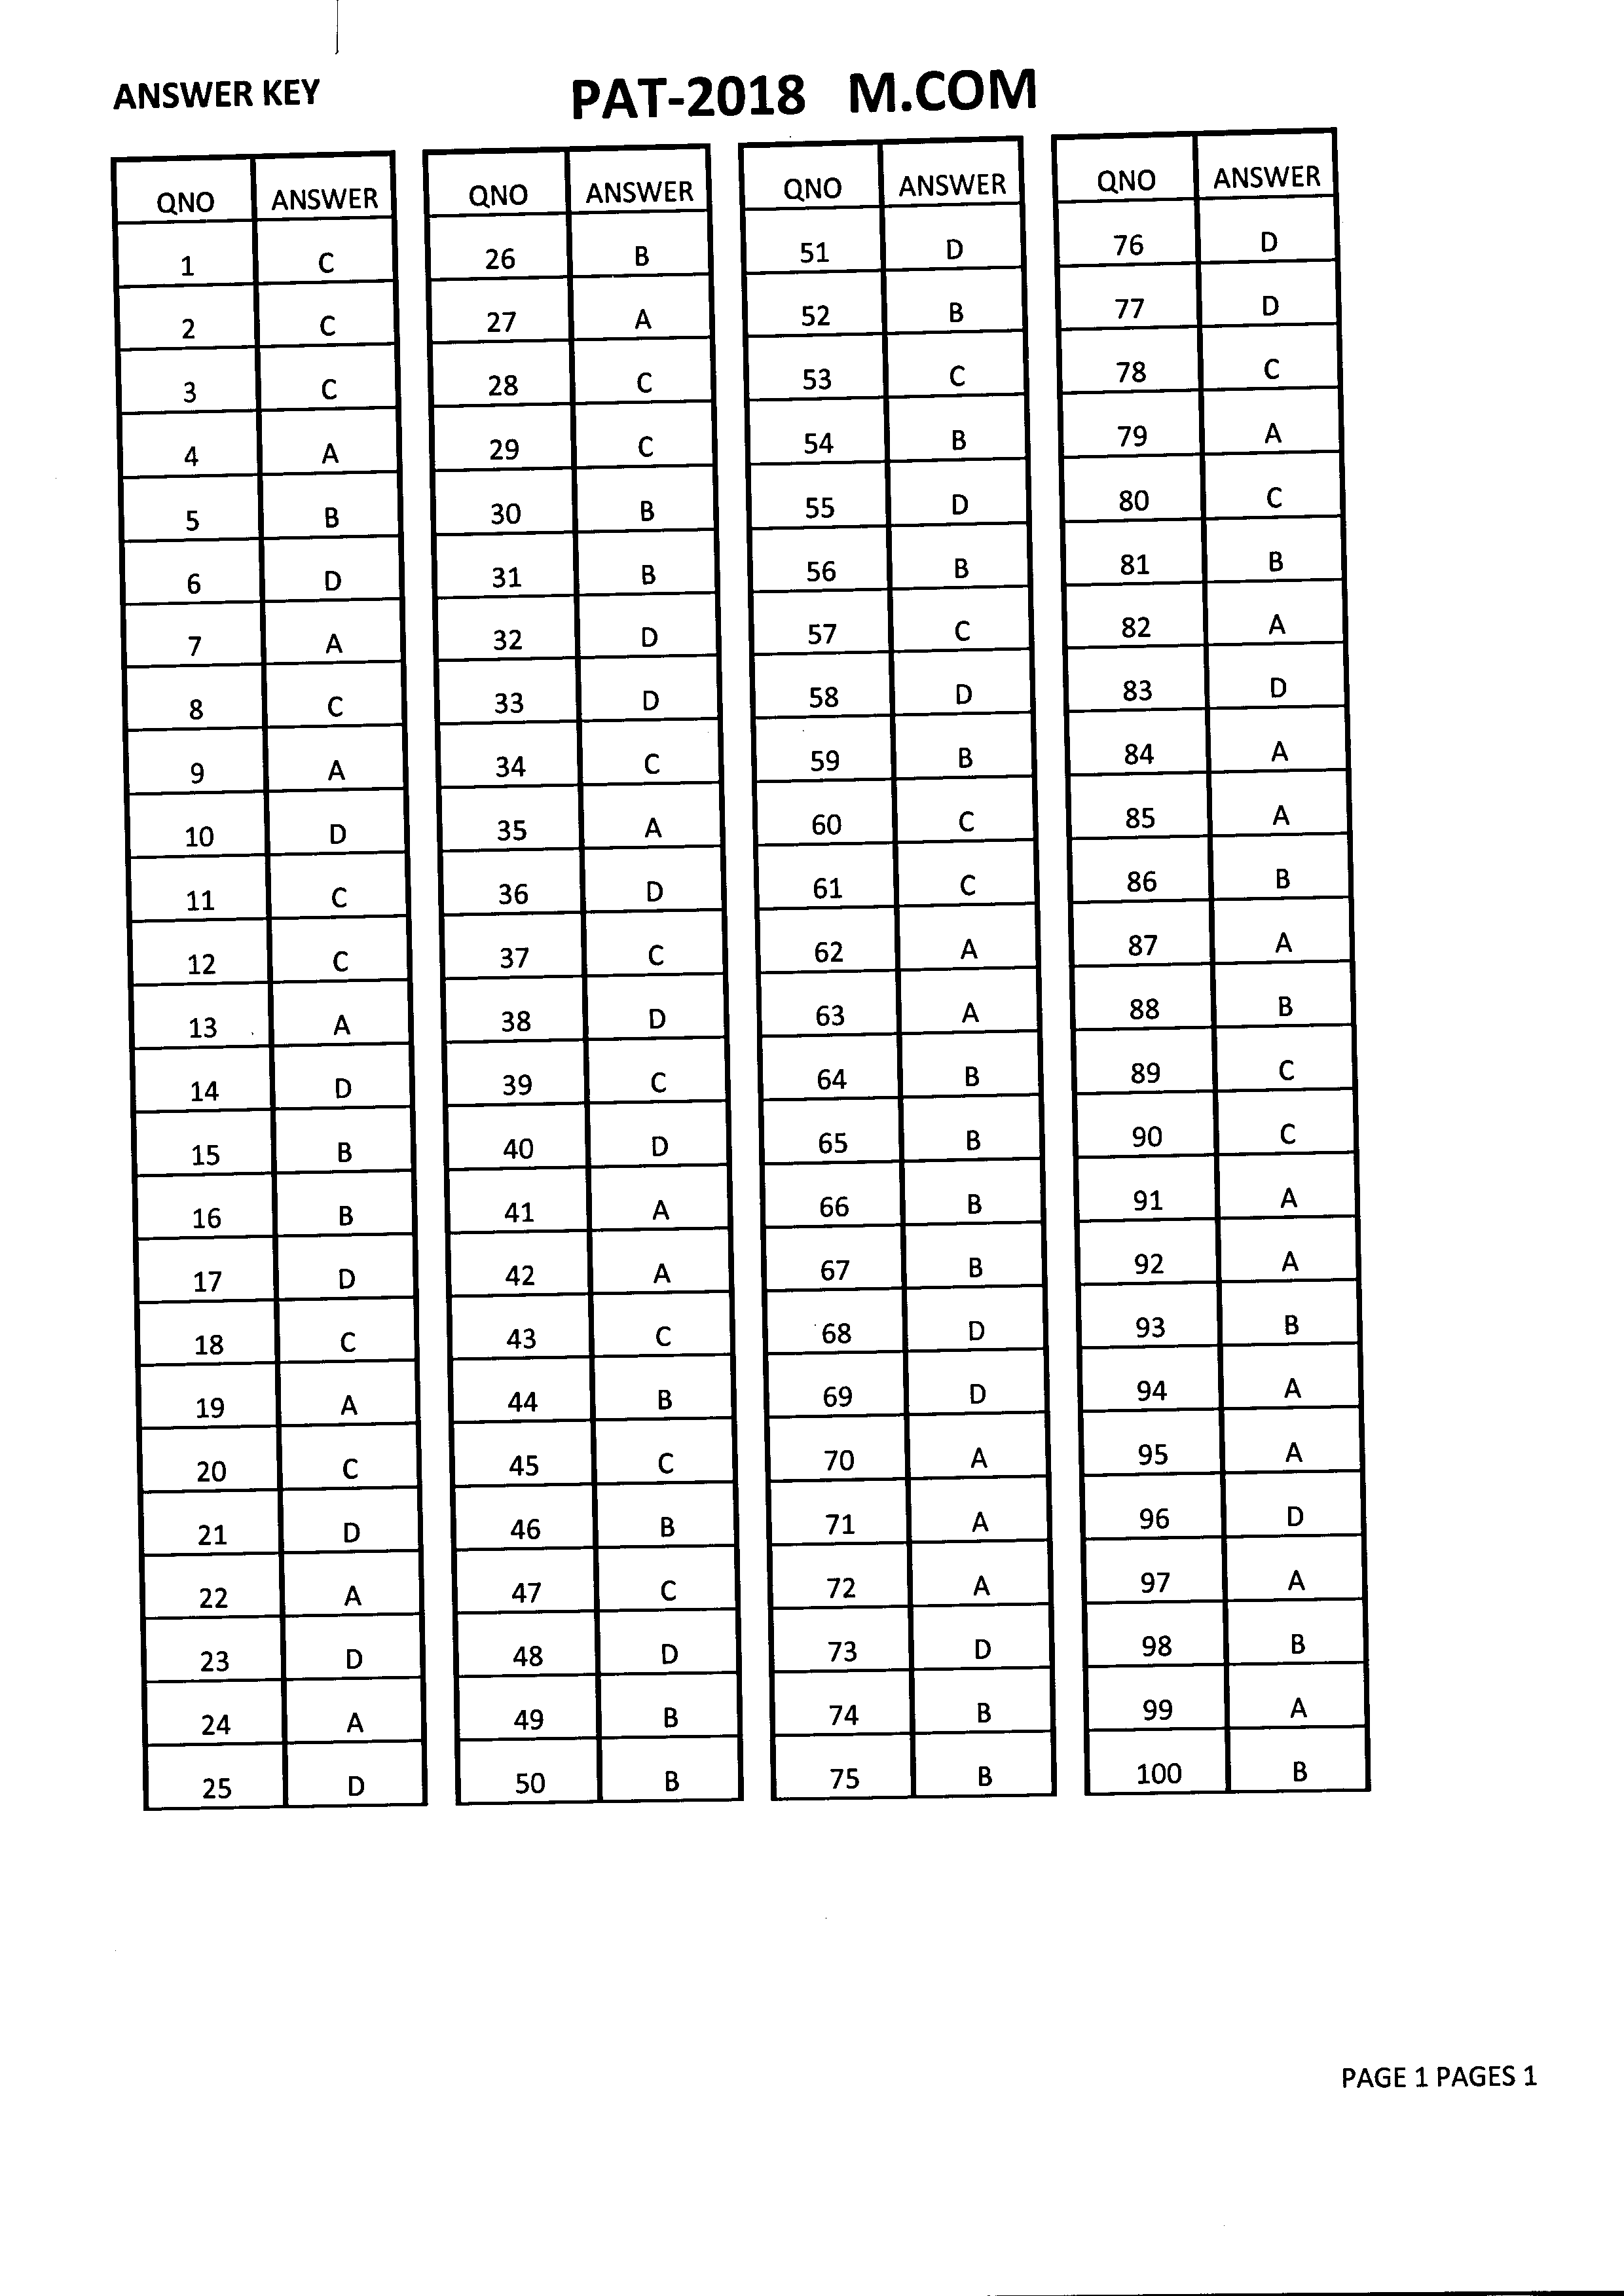 ANSWER KEY PAT-2018 M.COM
QNO ANSWER
1 C
2 C
3 C
4 A
5 B
6 D
7 A
8 C
9 A
10 D
11 C
12 C
13 A
14 D
15 B
16 B
17 D
18 C
19 A
20 C
21 D
22 A
23 D
24 A
25 D
QNO ANSWER
26 B
27 A
28 C
29 C
30 B
31 B
32 D
33 D
34 C
35 A
36 D
37 C
38 D
39 C
40 D
41 A
42 A
43 C
44 B
45 C
46 B
47 C
48 D
49 B
50 B
QNO ANSWER
51 D
52 B
53 C
54 B
55 D
56 B
57 C
58 D
59 B
60 C
61 C
62 A
63 A
64 B
65 B
66 B
67 B
68 D
69 D
70 A
71 A
72 A
73 D
74 B
75 B
QNO ANSWER
76 D
77 D
78 C
79 A
80 C
81 B
82 A
83 D
84 A
85 A
86 B
87 A
88 B
89 C
90 C
91 A
92 A
93 B
94 A
95 A
96 D
97 A
98 B
99 A
100 B
PAGE 1 PAGES 1